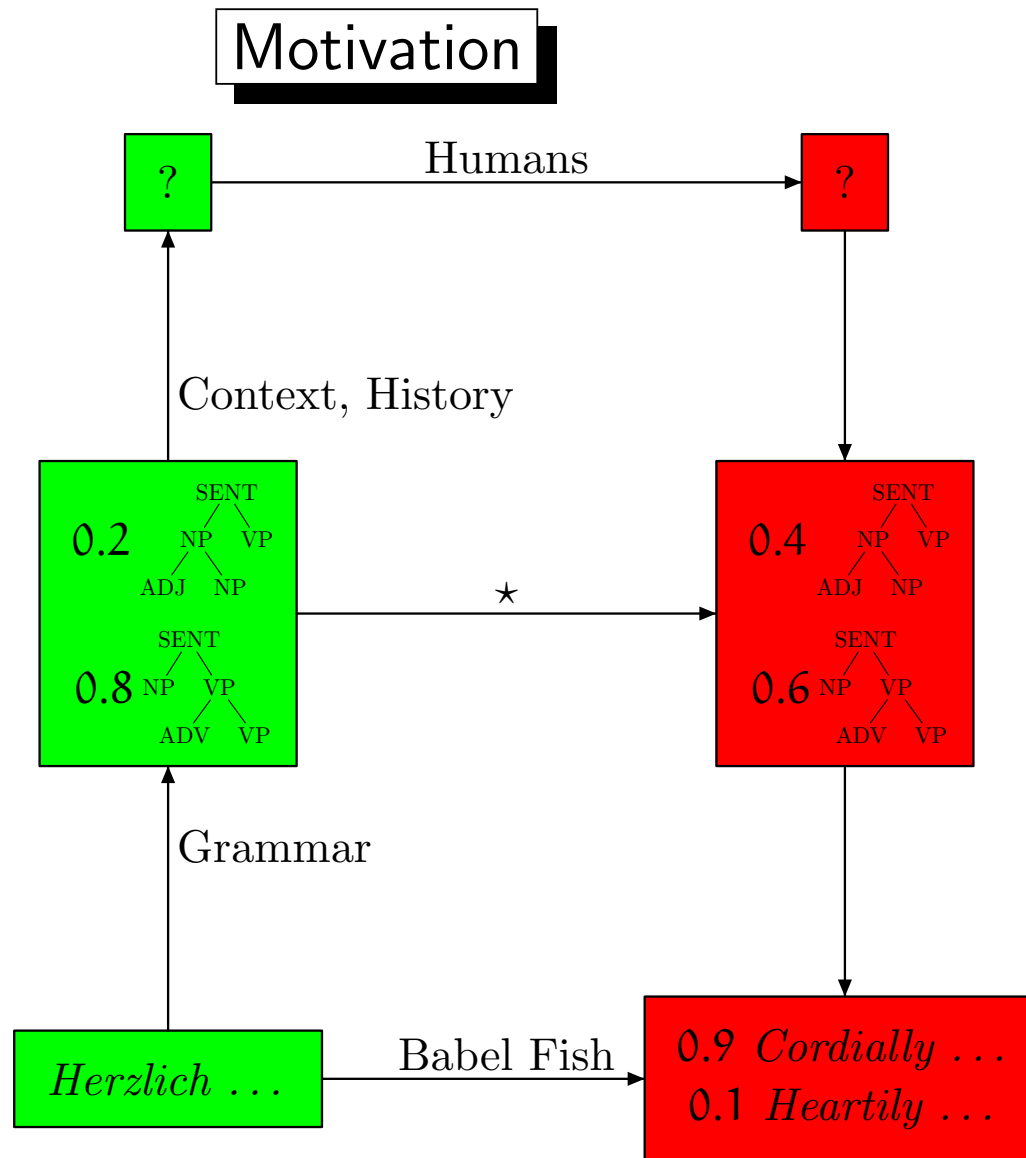 Motivation
? Humans ?
Context, History
SENT
0.2 NP VP
ADJ NP
SENT
0.8 NP VP
ADV VP
⋆
SENT
0.4 NP VP
ADJ NP
SENT
0.6 NP VP
ADV VP
Grammar
Herzlich …
Babel Fish
0.9 Cordially …
0.1 Heartily …